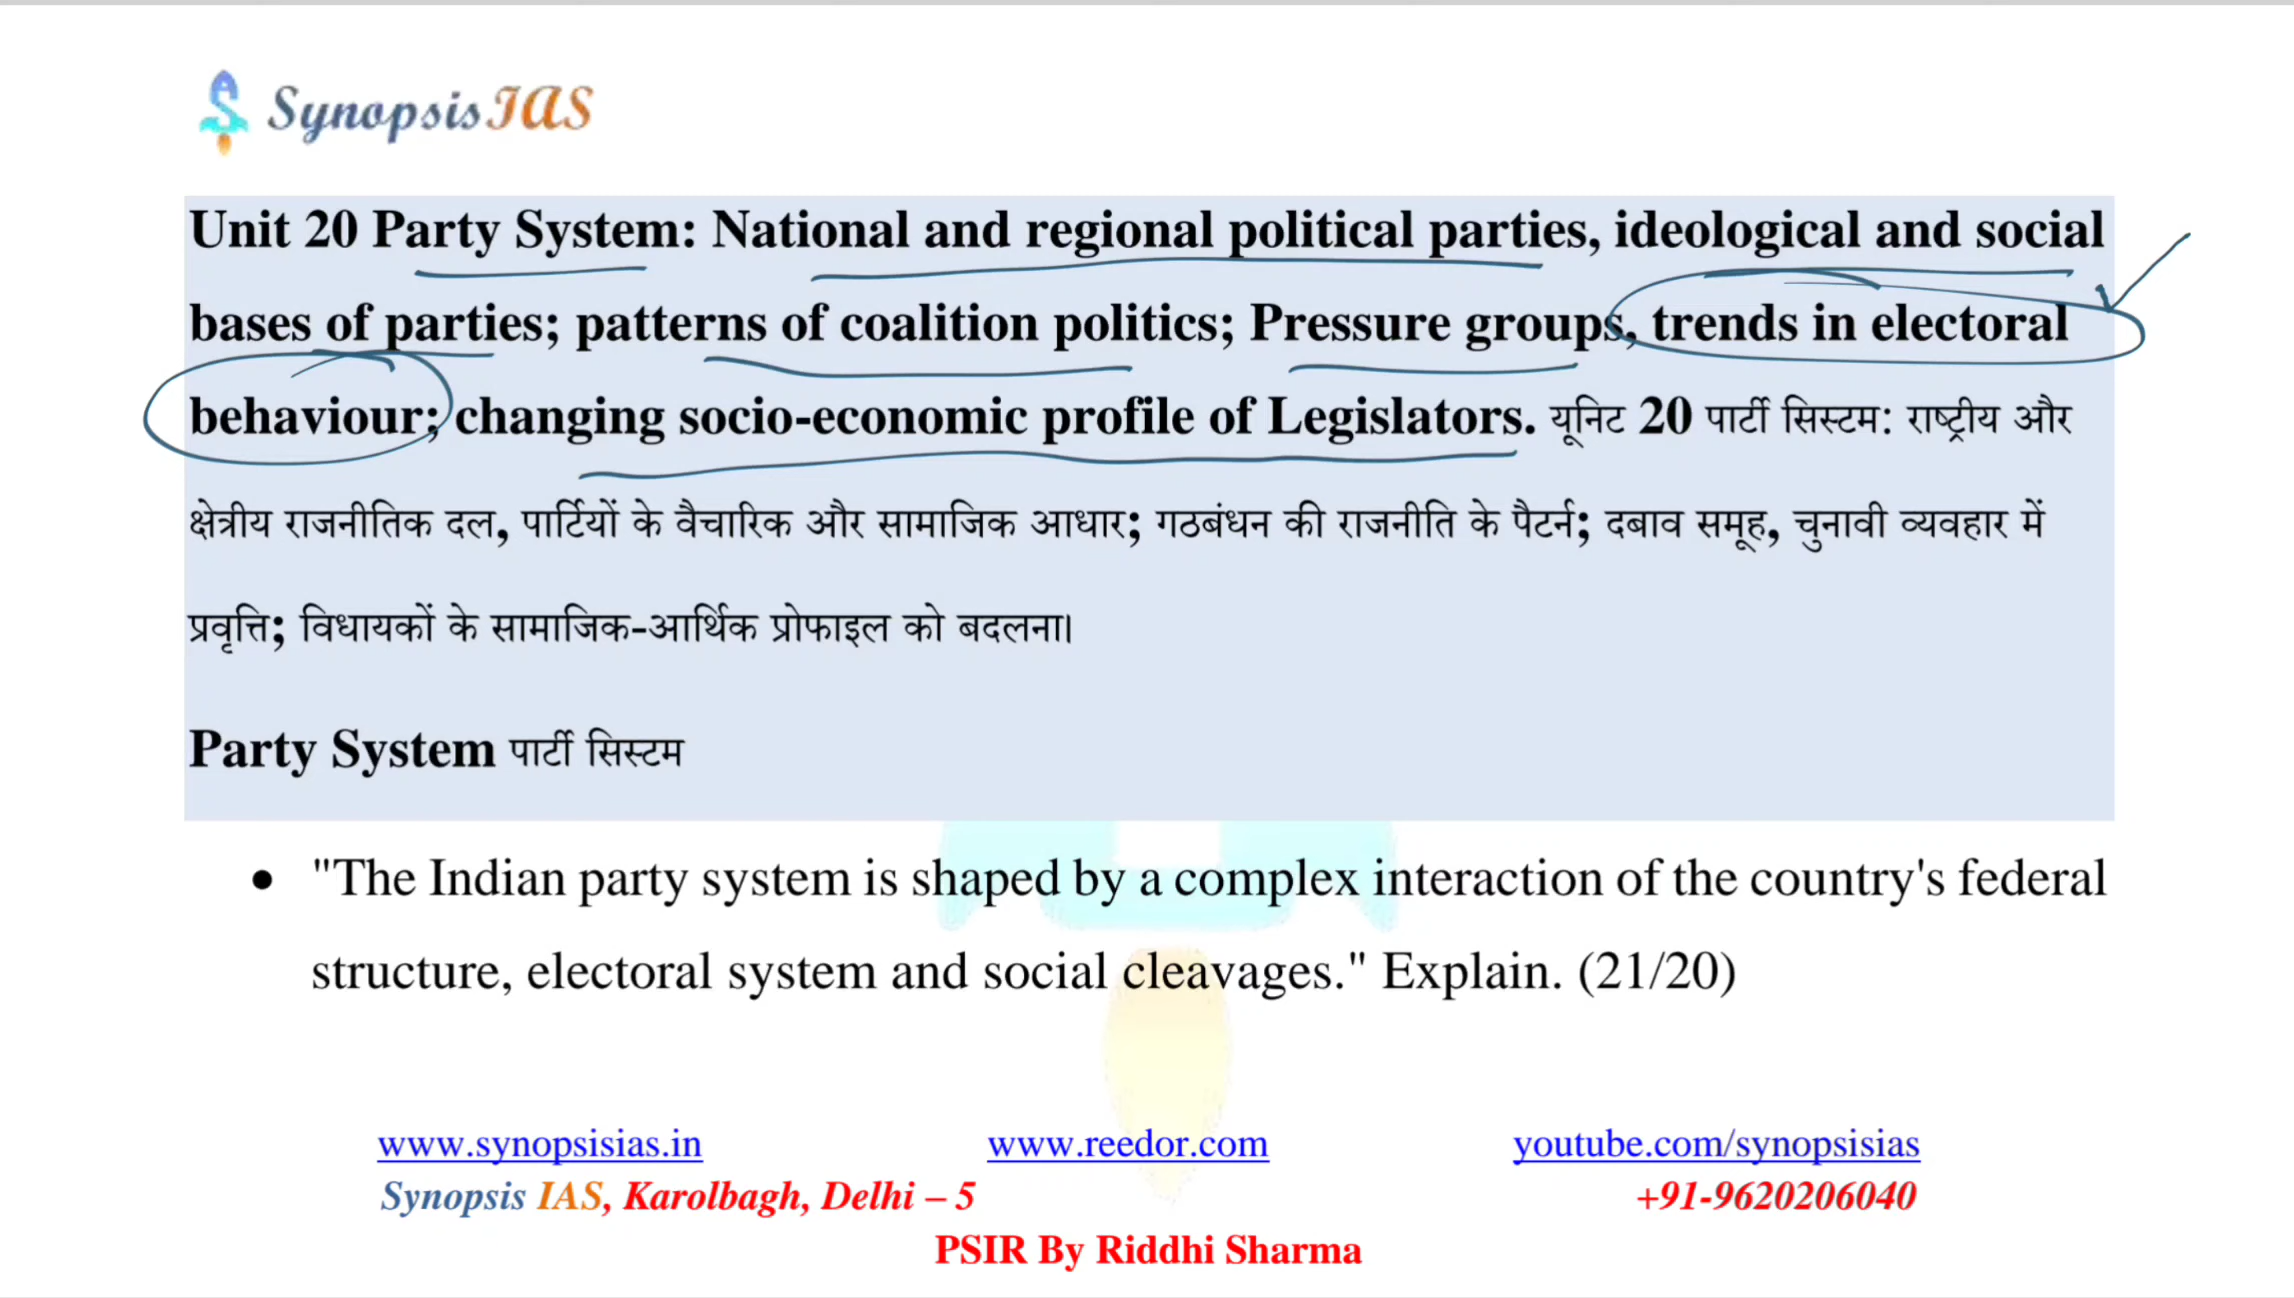 Synopsis IAS
Unit 20 Party System: National and regional political parties, ideological and social
bases of parties; patterns of coalition politics; Pressure groups, trends in electoral
behaviour; changing socio-economic profile of Legislators. यूनिट 20 पार्टी सिस्टम: राष्ट्रीय और
क्षेत्रीय राजनीतिक दल, पार्टियों के वैचारिक और सामाजिक आधार; गठबंधन की राजनीति के पैटर्न; दबाव समूह, चुनावी व्यवहार में
प्रवृत्ति; विधायकों के सामाजिक-आर्थिक प्रोफाइल को बदलना।
Party System पार्टी सिस्टम
• "The Indian party system is shaped by a complex interaction of the country's federal
structure, electoral system and social cleavages." Explain. (21/20)
www.synopsisias.in www.reedor.com youtube.com/synopsisias
Synopsis IAS, Karolbagh, Delhi – 5 +91-9620206040
PSIR By Riddhi Sharma